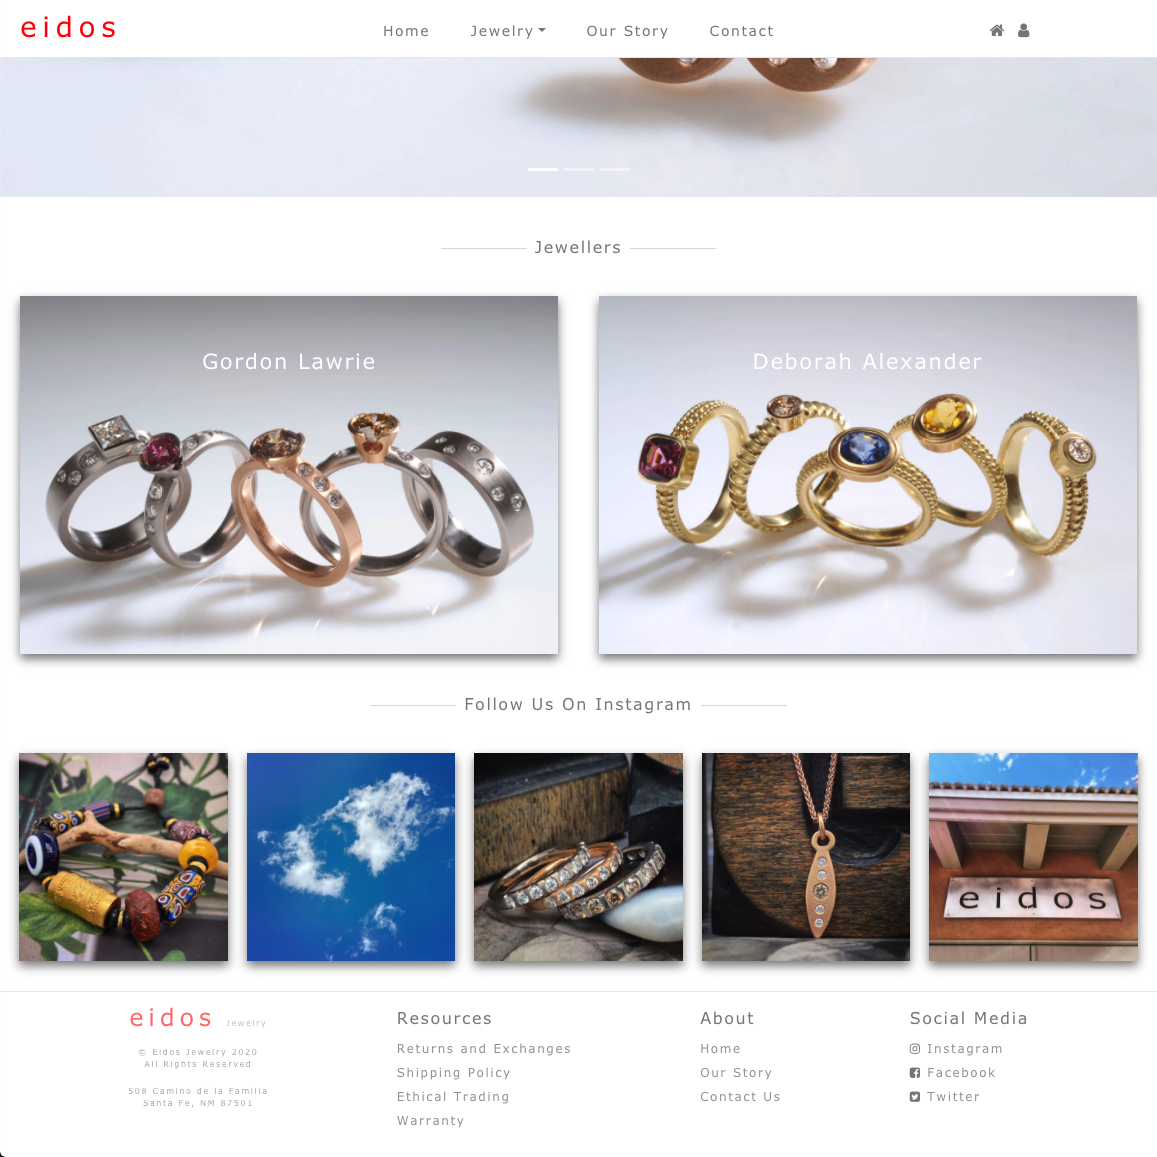 eidos
Home Jewelry Our Story Contact
Jewellers
Gordon Lawrie
Deborah Alexander
Follow Us On Instagram
eidos
eidos Jewelry
© Eidos Jewelry 2020
All Rights Reserved
508 Camino de la Familia
Santa Fe, NM 87501
Resources
Returns and Exchanges
Shipping Policy
Ethical Trading
Warranty
About
Home
Our Story
Contact Us
Social Media
Instagram
Facebook
Twitter